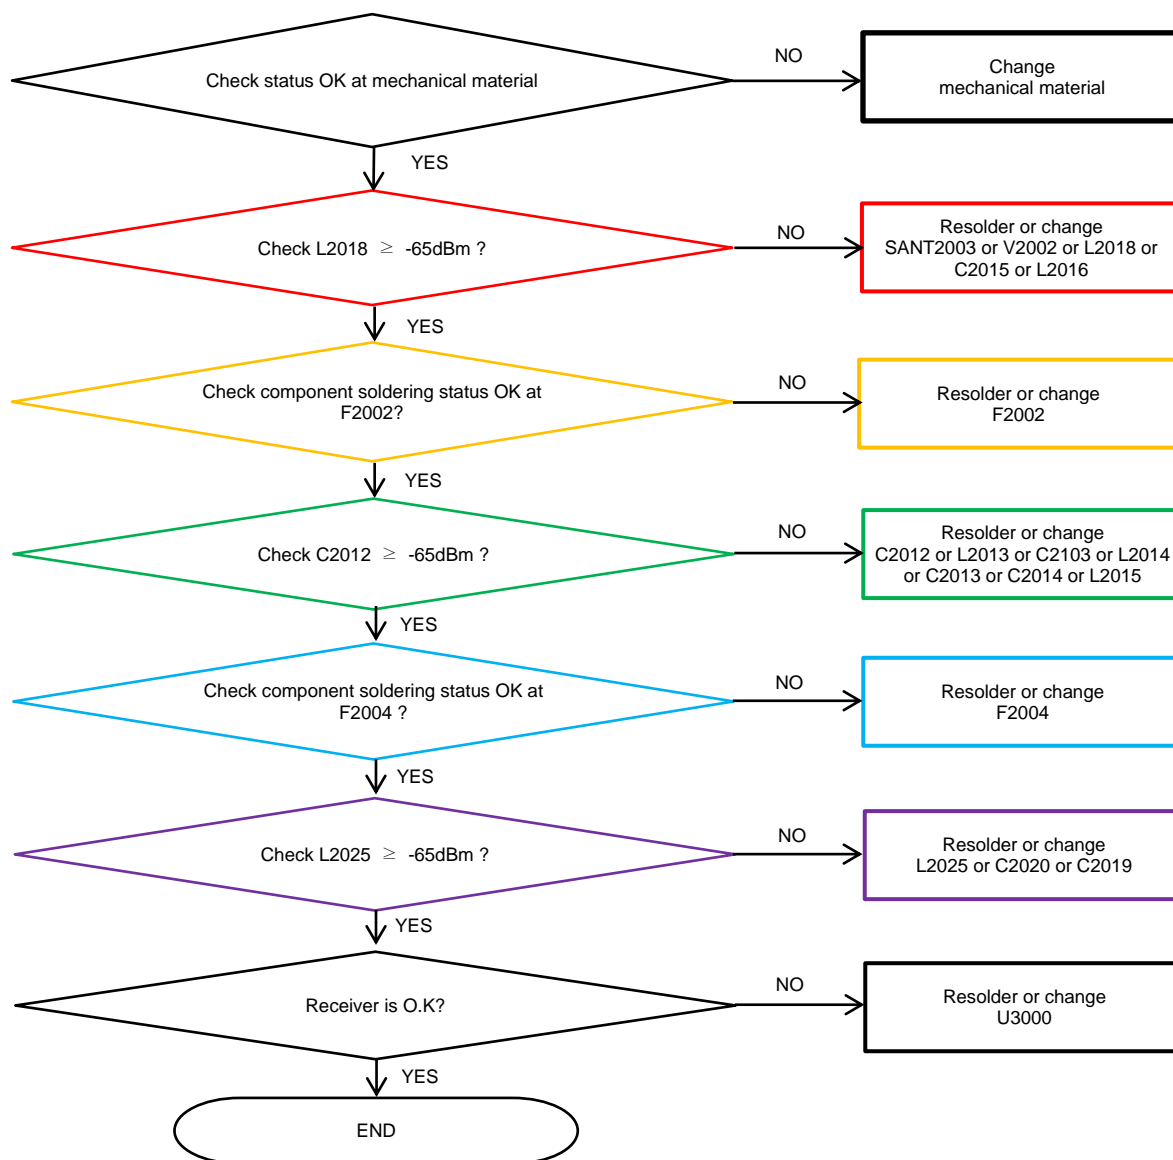 Check status OK at mechanical material
NO
Change
mechanical material
YES
Check L2018 ≥ -65dBm ?
NO
Resolder or change
SANT2003 or V2002 or L2018 or
C2015 or L2016
YES
Check component soldering status OK at
F2002?
NO
Resolder or change
F2002
YES
Check C2012 ≥ -65dBm ?
NO
Resolder or change
C2012 or L2013 or C2103 or L2014
or C2013 or C2014 or L2015
YES
Check component soldering status OK at
F2004 ?
NO
Resolder or change
F2004
YES
Check L2025 ≥ -65dBm ?
NO
Resolder or change
L2025 or C2020 or C2019
YES
Receiver is O.K?
NO
Resolder or change
U3000
YES
END